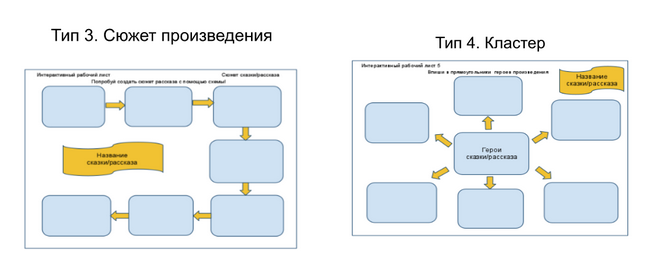 Тип 3. Сюжет произведения
Интерактивный рабочий лист
Сюжет сказки/рассказа
Попробуй создать сюжет рассказа с помощью схемы!
Название
сказки/рассказа
Тип 4. Кластер
Интерактивный рабочий лист 5
Впиши в прямоугольники героев произведения
Название
сказки/рассказа
Герои
сказки/рассказа